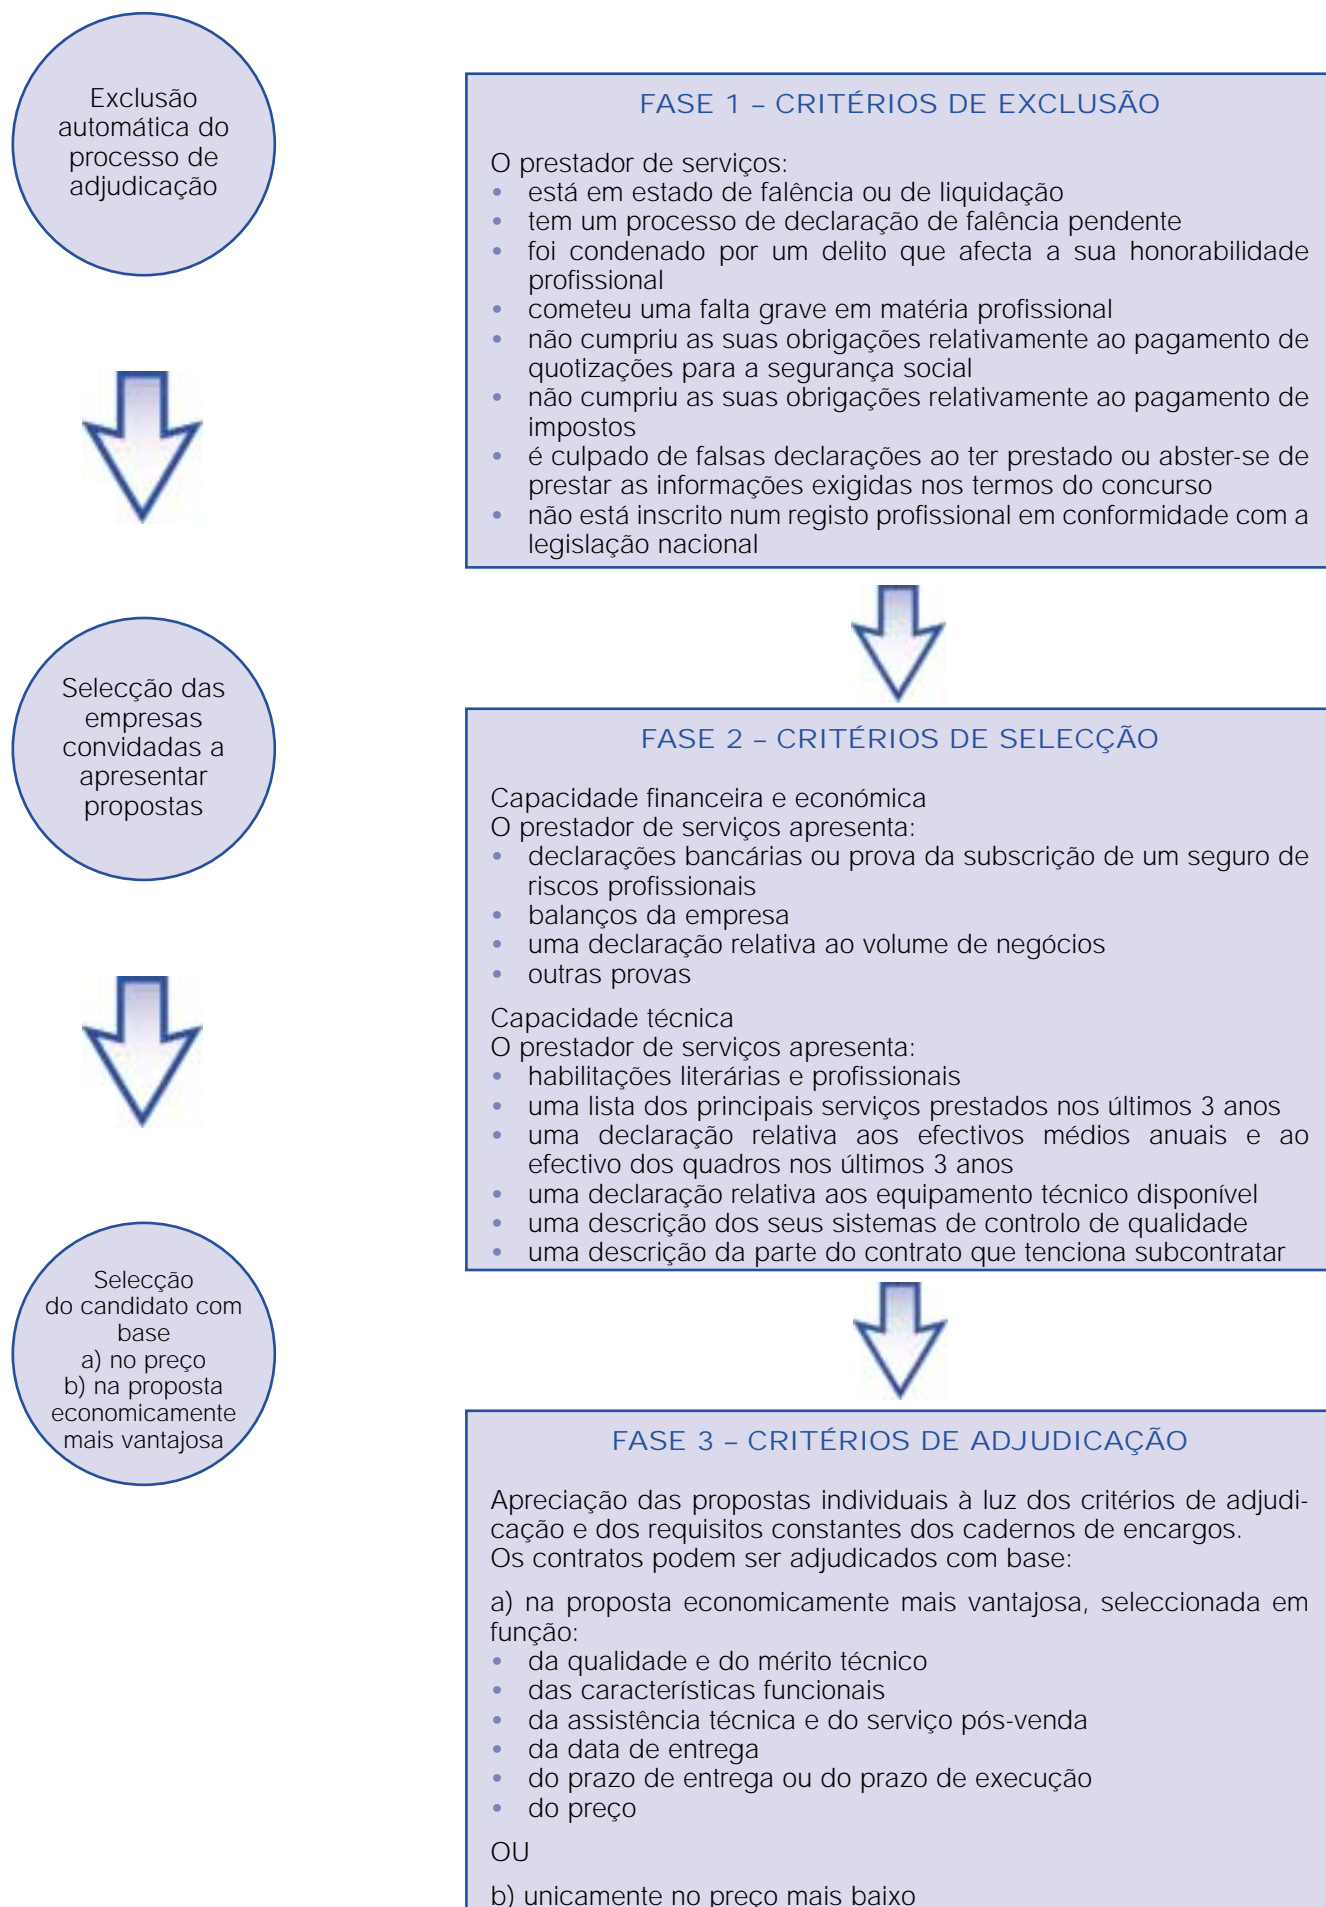 Exclusão
automática do
processo de
adjudicação
FASE 1 – CRITÉRIOS DE EXCLUSÃO
O prestador de serviços:
• está em estado de falência ou de liquidação
• tem um processo de declaração de falência pendente
• foi condenado por um delito que afecta a sua honorabilidade
profissional
• cometeu uma falta grave em matéria profissional
• não cumpriu as suas obrigações relativamente ao pagamento de
quotizações para a segurança social
• não cumpriu as suas obrigações relativamente ao pagamento de
impostos
• é culpado de falsas declarações ao ter prestado ou abster-se de
prestar as informações exigidas nos termos do concurso
• não está inscrito num registo profissional em conformidade com a
legislação nacional
Selecção das
empresas
convidadas a
apresentar
propostas
FASE 2 – CRITÉRIOS DE SELECÇÃO
Capacidade financeira e económica
O prestador de serviços apresenta:
• declarações bancárias ou prova da subscrição de um seguro de
riscos profissionais
• balanços da empresa
• uma declaração relativa ao volume de negócios
• outras provas
Capacidade técnica
O prestador de serviços apresenta:
• habilitações literárias e profissionais
• uma lista dos principais serviços prestados nos últimos 3 anos
• uma declaração relativa aos efectivos médios anuais e ao
efectivo dos quadros nos últimos 3 anos
• uma declaração relativa aos equipamento técnico disponível
• uma descrição dos seus sistemas de controlo de qualidade
• uma descrição da parte do contrato que tenciona subcontratar
Selecção
do candidato com
base
a) no preço
b) na proposta
economicamente
mais vantajosa
FASE 3 – CRITÉRIOS DE ADJUDICAÇÃO
Apreciação das propostas individuais à luz dos critérios de adjudi-
cação e dos requisitos constantes dos cadernos de encargos.
Os contratos podem ser adjudicados com base:
a) na proposta economicamente mais vantajosa, seleccionada em
função:
• da qualidade e do mérito técnico
• das características funcionais
• da assistência técnica e do serviço pós-venda
• da data de entrega
• do prazo de entrega ou do prazo de execução
• do preço
OU
b) unicamente no preço mais baixo